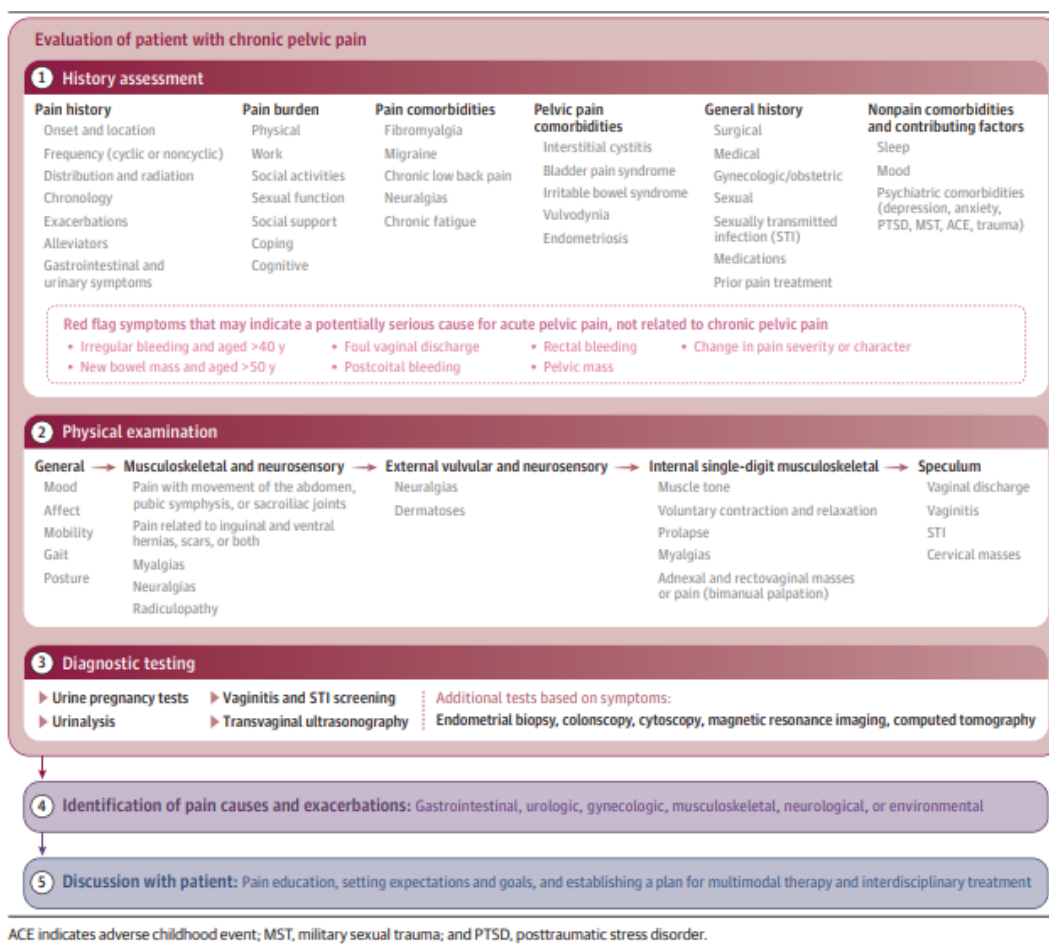 Evaluation of patient with chronic pelvic pain
1 History assessment
Pain history
Onset and location
Frequency (cyclic or noncyclic)
Distribution and radiation
Chronology
Exacerbations
Alleviators
Gastrointestinal and
urinary symptoms
Pain burden
Physical
Work
Social activities
Sexual function
Social support
Coping
Cognitive
Pain comorbidities
Fibromyalgia
Migraine
Chronic low back pain
Neuralgias
Chronic fatigue
Pelvic pain
comorbidities
Interstitial cystitis
Bladder pain syndrome
Irritable bowel syndrome
Vulvodynia
Endometriosis
General history
Surgical
Medical
Gynecologic/obstetric
Sexual
Sexually transmitted
infection (STI)
Medications
Prior pain treatment
Nonpain comorbidities
and contributing factors
Sleep
Mood
Psychiatric comorbidities
(depression, anxiety,
PTSD, MST, ACE, trauma)
Red flag symptoms that may indicate a potentially serious cause for acute pelvic pain, not related to chronic pelvic pain
• Irregular bleeding and aged >40 y
• New bowel mass and aged >50 y
• Foul vaginal discharge
• Postcoital bleeding
• Rectal bleeding
• Pelvic mass
• Change in pain severity or character
2 Physical examination
General
Mood
Affect
Mobility
Gait
Posture
Musculoskeletal and neurosensory
Pain with movement of the abdomen,
pubic symphysis, or sacroiliac joints
Pain related to inguinal and ventral
hernias, scars, or both
Myalgias
Neuralgias
Radiculopathy
External vulvular and neurosensory
Neuralgias
Dermatoses
Internal single-digit musculoskeletal
Muscle tone
Voluntary contraction and relaxation
Prolapse
Myalgias
Adnexal and rectovaginal masses
or pain (bimanual palpation)
Speculum
Vaginal discharge
Vaginitis
STI
Cervical masses
3 Diagnostic testing
Urine pregnancy tests
Urinalysis
Vaginitis and STI screening
Transvaginal ultrasonography
Additional tests based on symptoms:
Endometrial biopsy, colonscopy, cytoscopy, magnetic resonance imaging, computed tomography
4 Identification of pain causes and exacerbations: Gastrointestinal, urologic, gynecologic, musculoskeletal, neurological, or environmental
5 Discussion with patient: Pain education, setting expectations and goals, and establishing a plan for multimodal therapy and interdisciplinary treatment
ACE indicates adverse childhood event; MST, military sexual trauma; and PTSD, posttraumatic stress disorder.